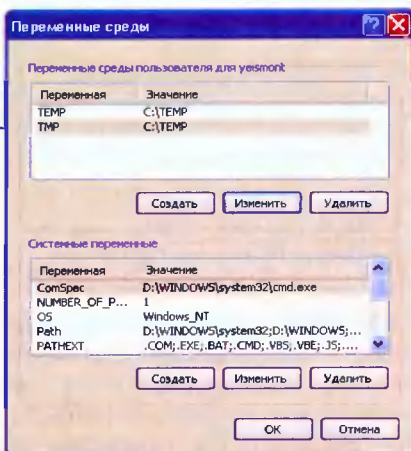 Переменные среды
Переменные среды пользователя для yeismont
Переменная Значение
TEMP C:\TEMP
TMP C:\TEMP
Создать Изменить Удалить
Системные переменные
Переменная Значение
ComSpec D:\WINDOWS\system32\cmd.exe
NUMBER_OF_P... 1
OS Windows_NT
Path D:\WINDOWS\system32;D:\WINDOWS;...
PATHEXT .COM;.EXE;.BAT;.CMD;.VBS;.VBE;.JS;....
Создать Изменить Удалить
OK Отмена